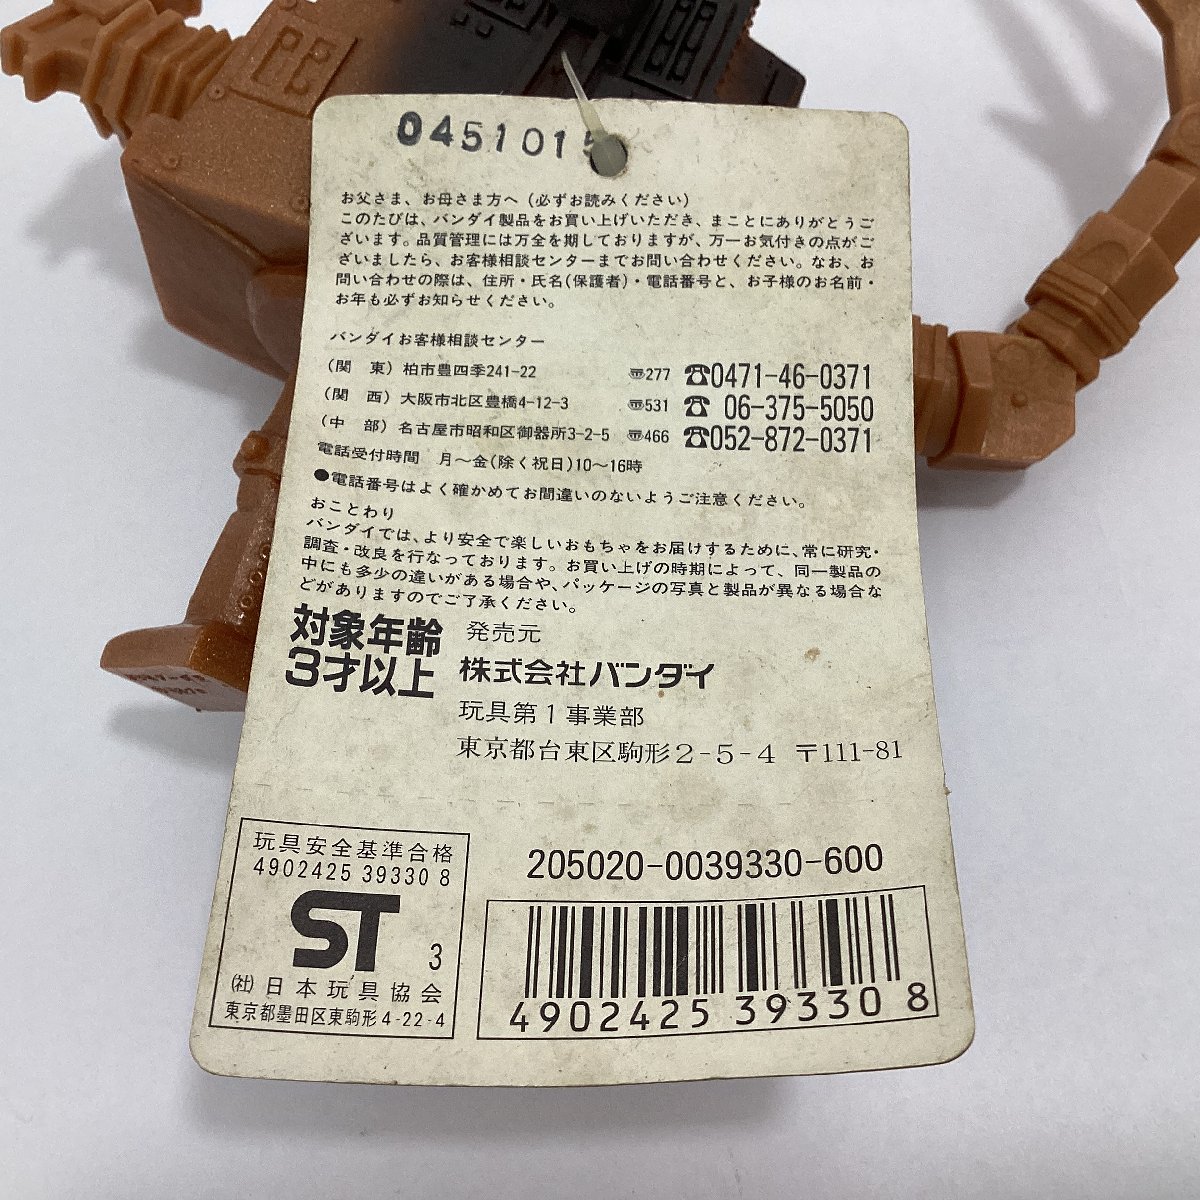 0451015
お父さま、お母さま方へ (必ずお読みください)
このたびは、バンダイ製品をお買い上げいただき、まことにありがとうご
ざいます。品質管理には万全を期しておりますが、万一お気付きの点がご
ざいましたら、お客様相談センターまでお問い合わせください。なお、お
問い合わせの際は、住所・氏名(保護者)・電話番号と、お子様のお名前・
お年も必ずお知らせください。
バンダイお客様相談センター
(関 東) 柏市豊四季241-22 〠277 ☎0471-46-0371
(関 西) 大阪市北区豊橋4-12-3 〠531 ☎ 06-375-5050
(中 部) 名古屋市昭和区御器所3-2-5 〠466 ☎052-872-0371
電話受付時間 月～金(除く祝日)10～16時
●電話番号はよく確かめてお間違いのないようご注意ください。
おことわり
バンダイでは、より安全で楽しいおもちゃをお届けするために、常に研究・
調査・改良を行なっております。お買い上げの時期によって、同一製品の
中にも多少の違いがある場合や、パッケージの写真と製品が異なる場合な
どがありますのでご了承ください。
対象年齢
3才以上
発売元
株式会社バンダイ
玩具第1事業部
東京都台東区駒形2-5-4 〒111-81
玩具安全基準合格
4902425 39330 8
ST 3
(社)日本玩具協会
東京都墨田区東駒形4-22-4
205020-0039330-600
4902425 39330 8